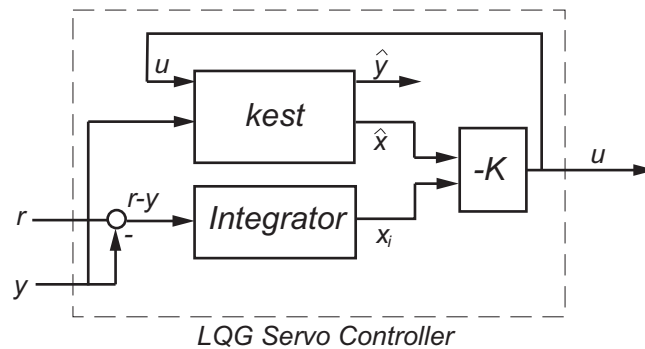 u
ŷ
kest
x̂
-K
u
r
r-y
-
Integrator
xᵢ
y
LQG Servo Controller